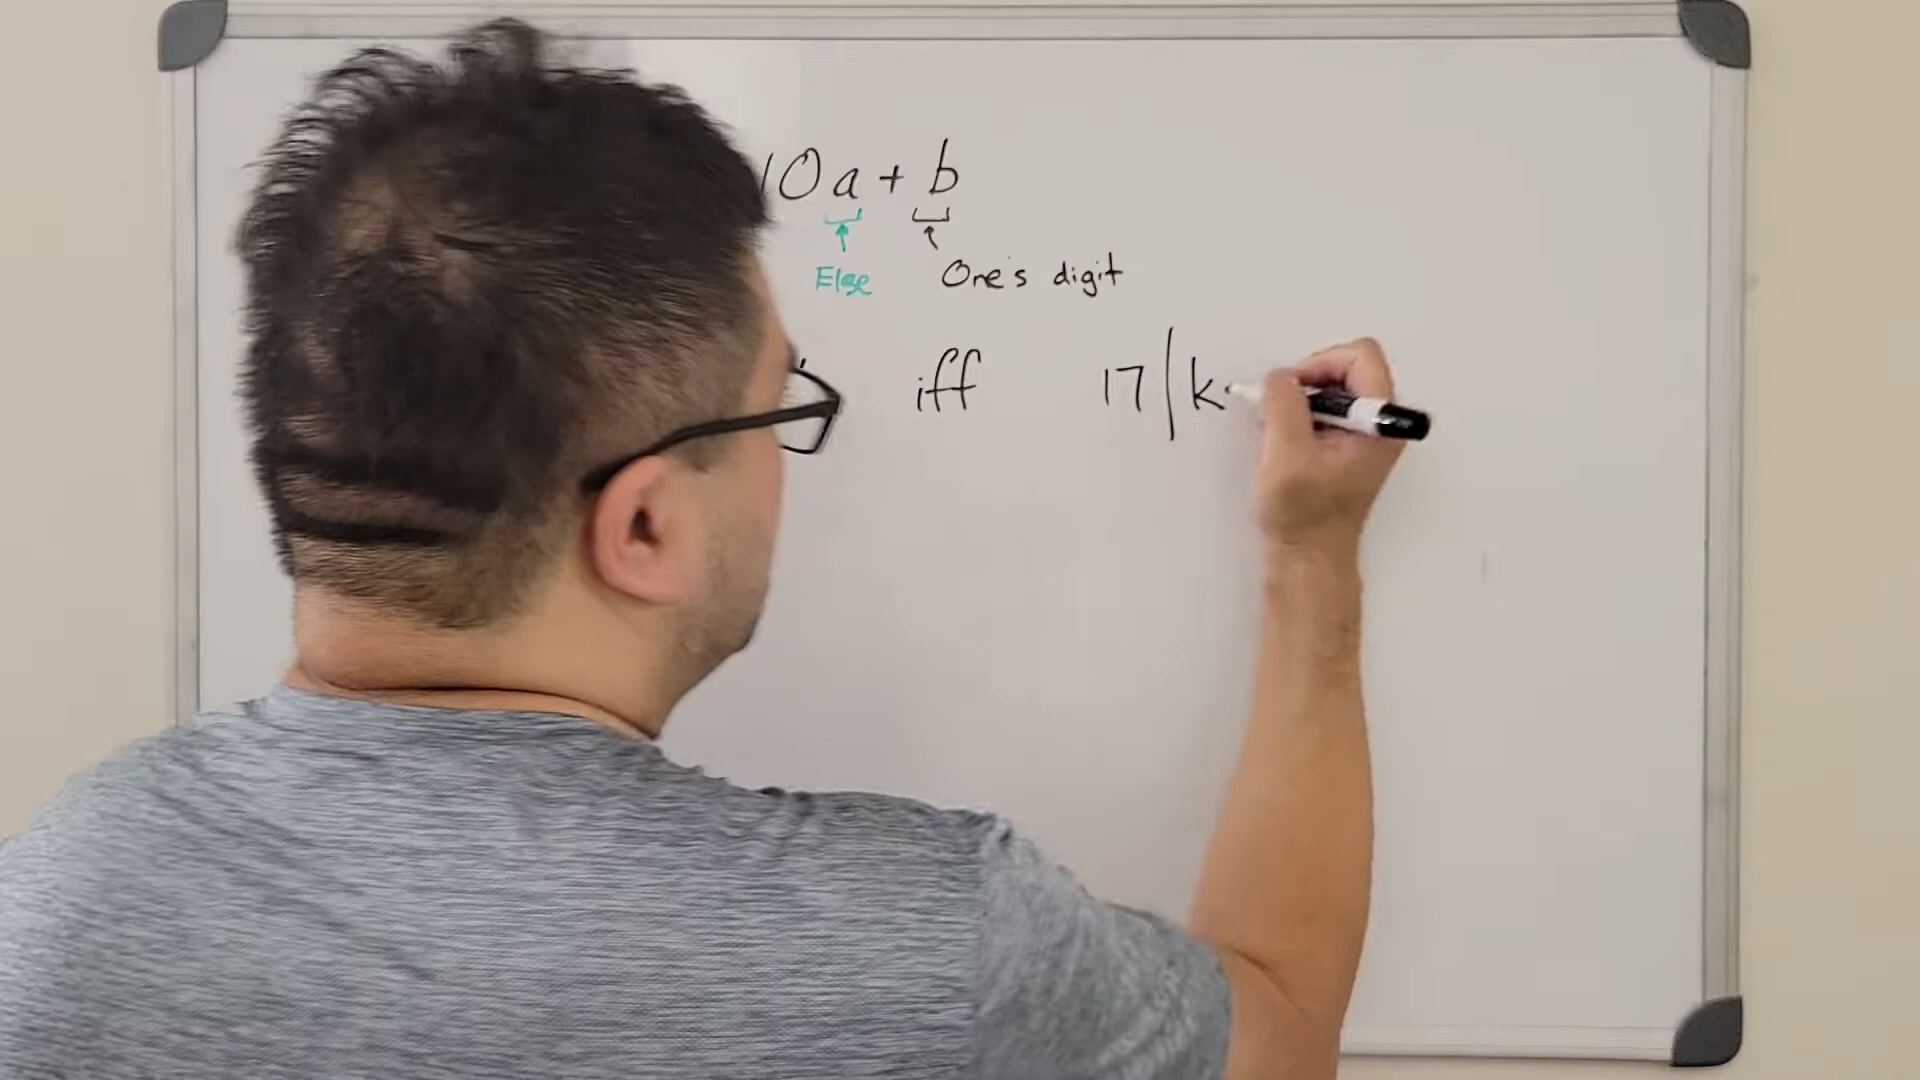 10a + b
Else One's digit
iff 17 | k